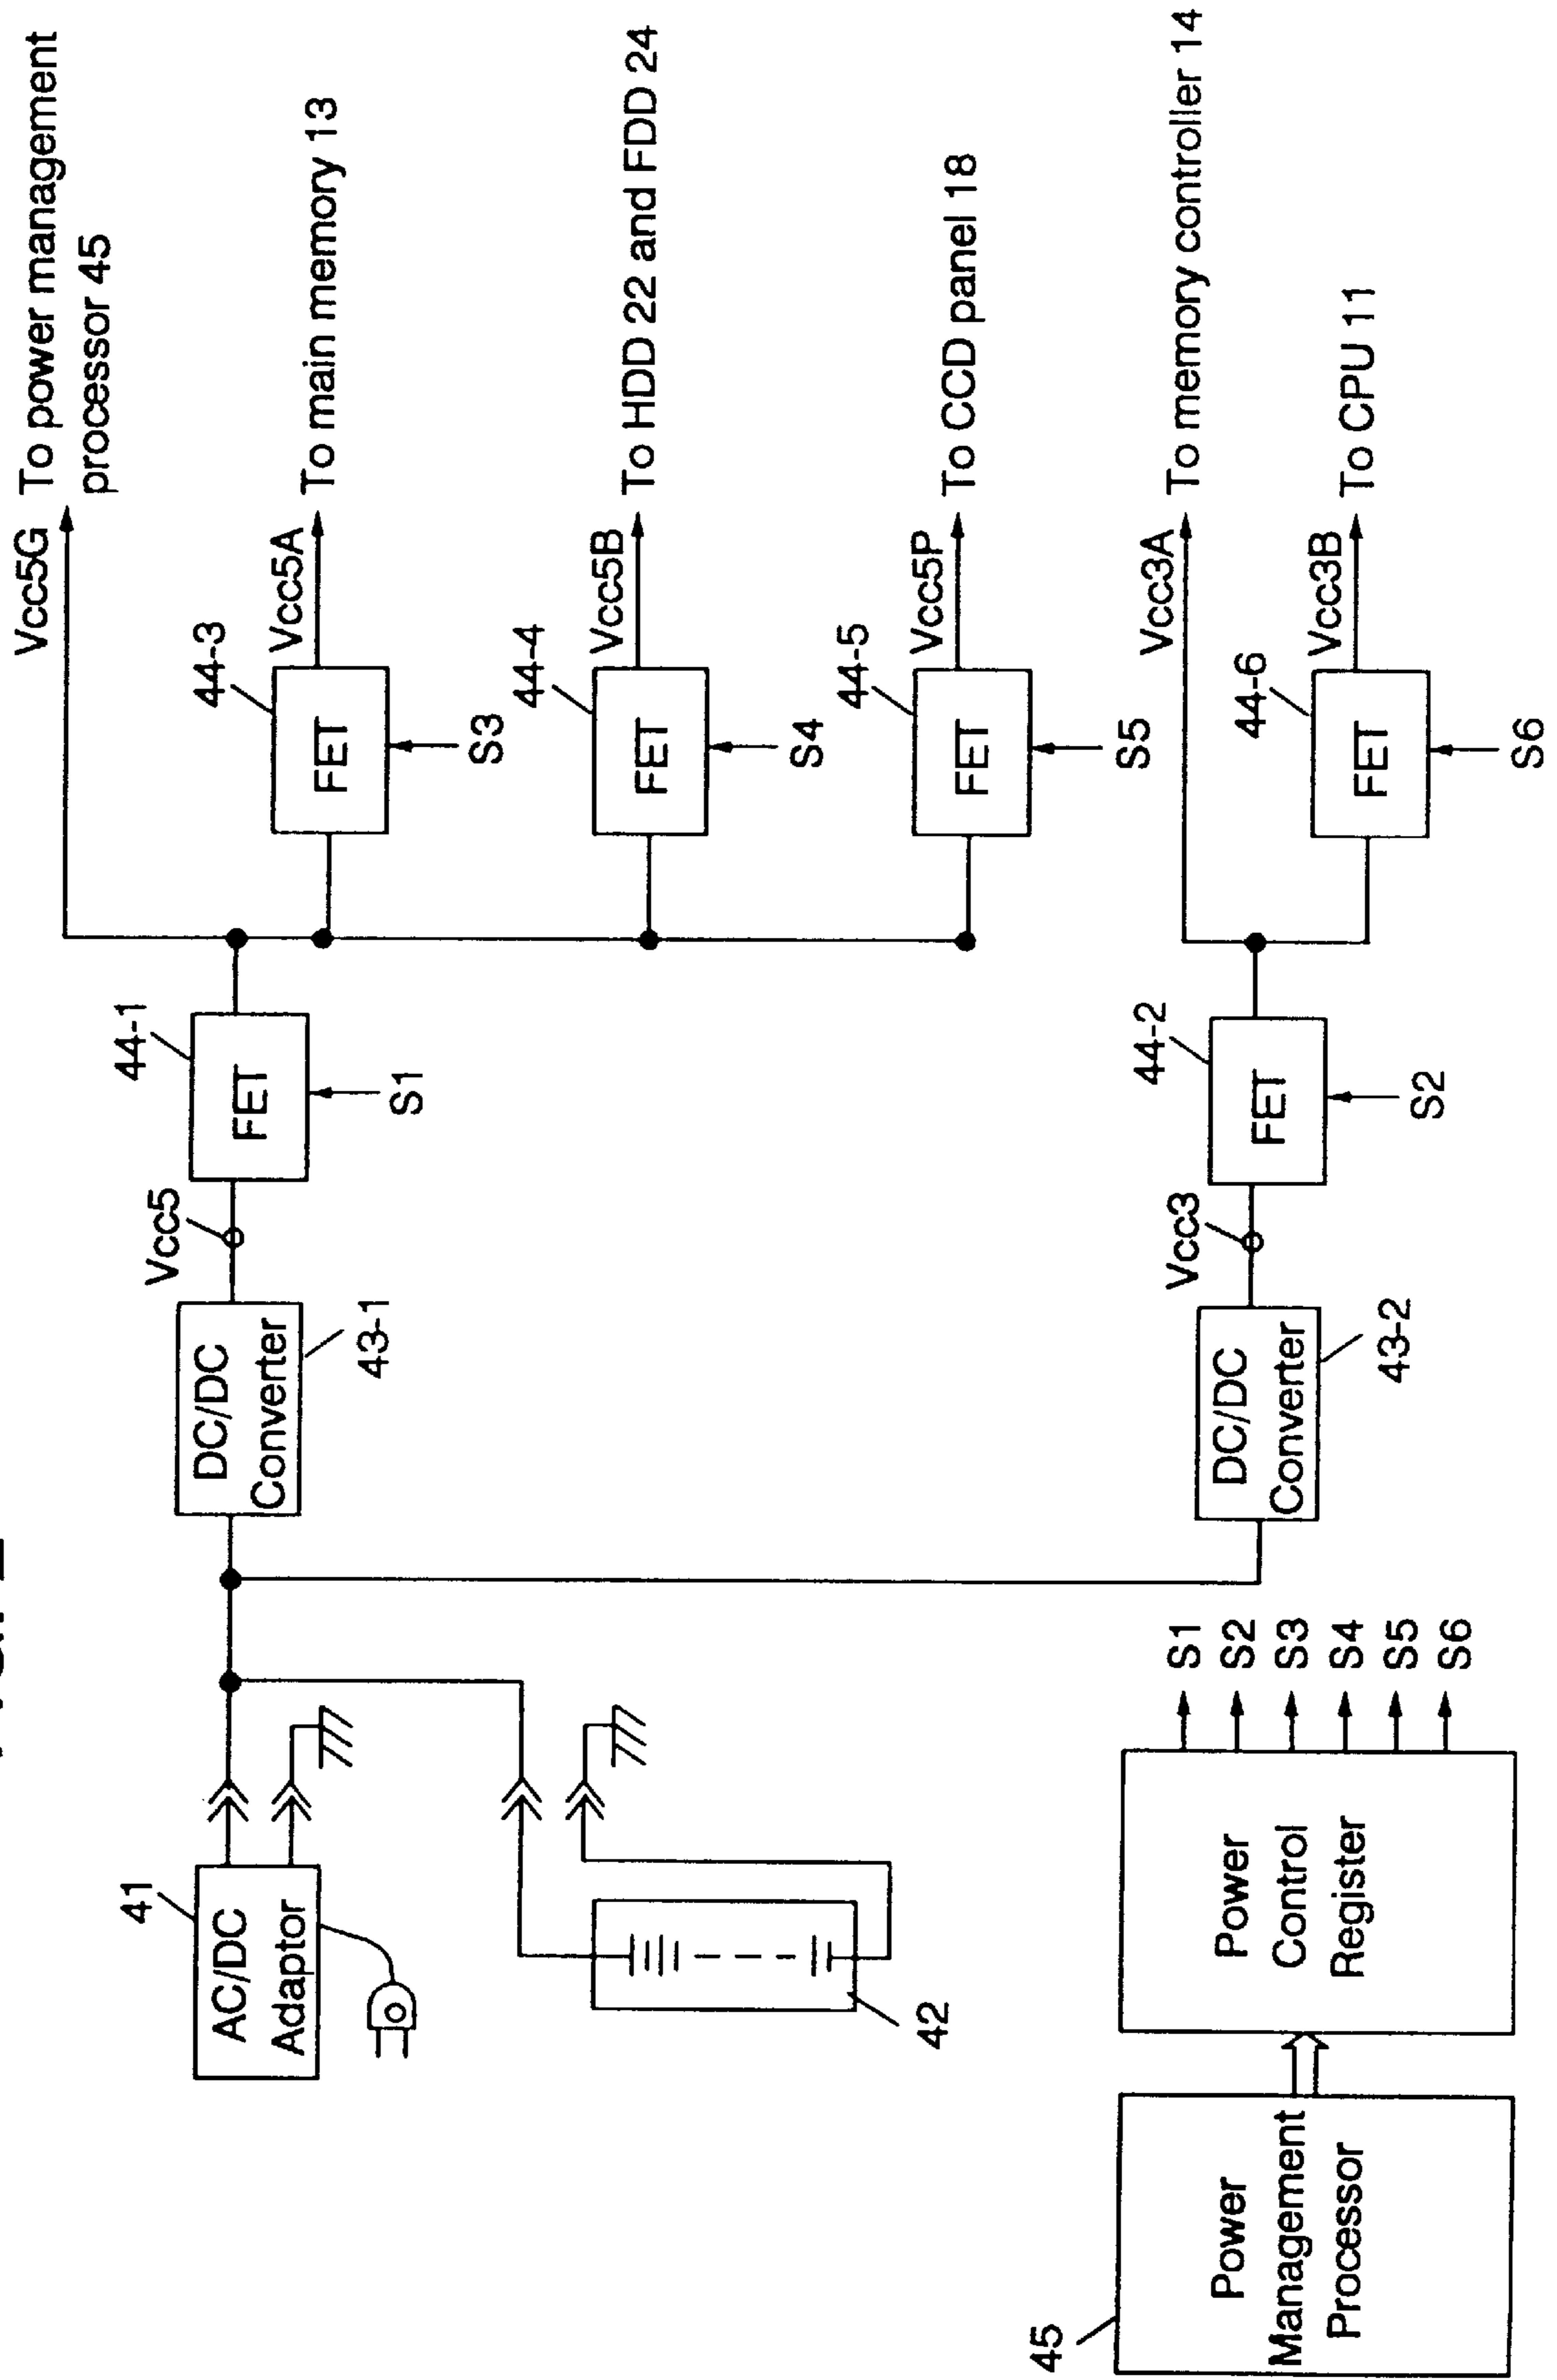 Vcc5G
To power management
processor 45
44-1
44-3
Vcc5A
To main memory 13
Vcc5
FET
FET
S1
S3
41
AC/DC
Adaptor
DC/DC
Converter
43-1
44-4
Vcc5B
To HDD 22 and FDD 24
FET
S4
42
44-5
Vcc5P
To CCD panel 18
FET
S5
Vcc3A
To memory controller 14
44-2
44-6
Vcc3B
To CPU 11
Vcc3
FET
FET
S2
S6
DC/DC
Converter
43-2
45
Power
Management
Processor
Power
Control
Register
S1
S2
S3
S4
S5
S6